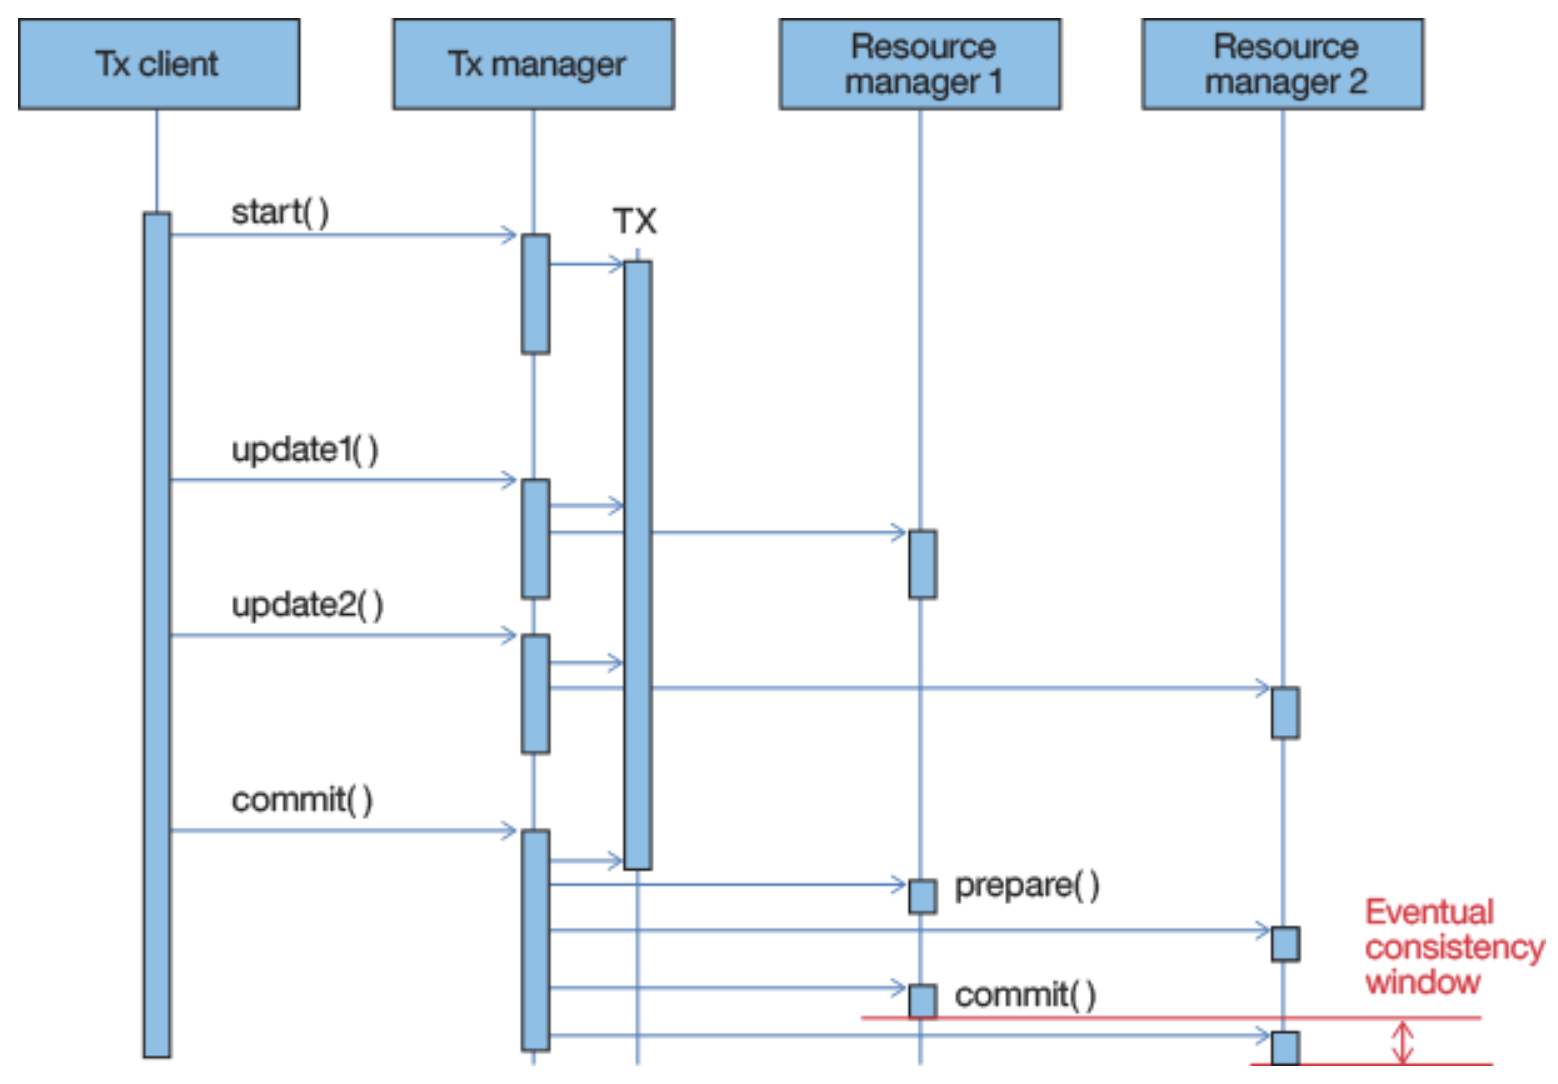 Tx client
Tx manager
Resource
manager 1
Resource
manager 2
start( )
TX
update1( )
update2( )
commit( )
prepare( )
Eventual
consistency
window
commit( )